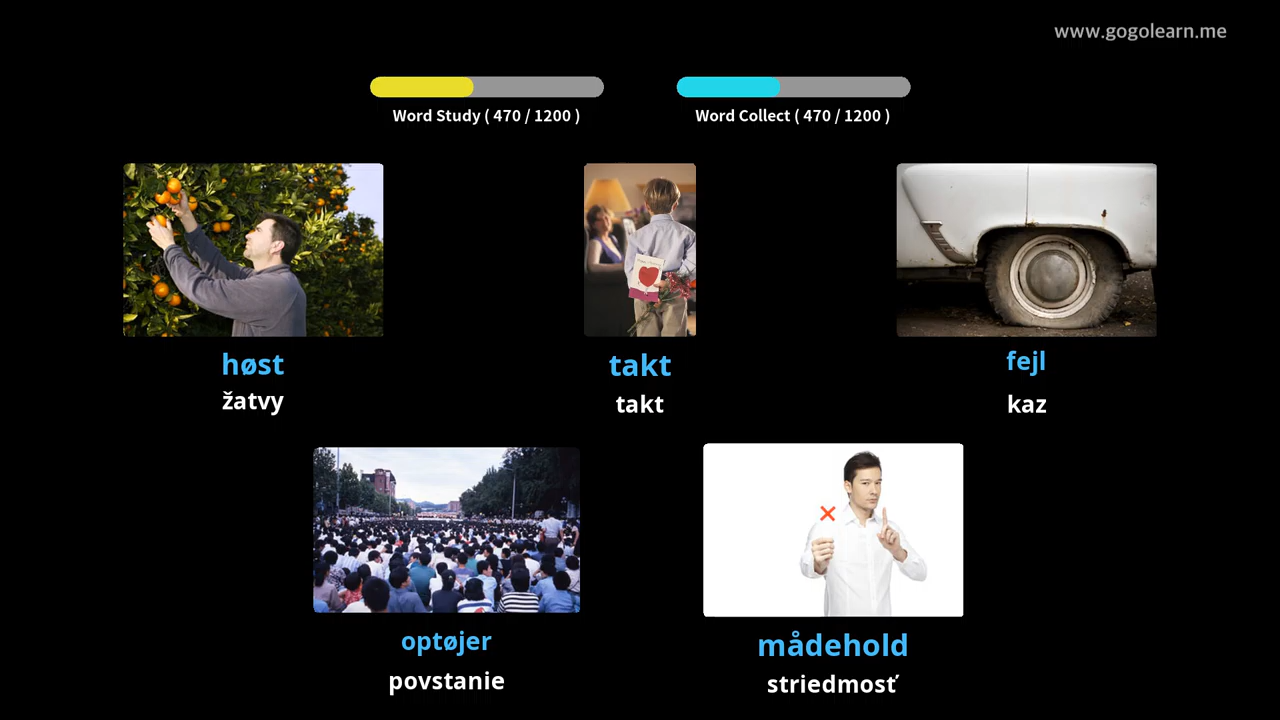 www.gogolearn.me
Word Study ( 470 / 1200 )
Word Collect ( 470 / 1200 )
høst
žatvy
takt
takt
fejl
kaz
optøjer
povstanie
mådehold
striedmosť